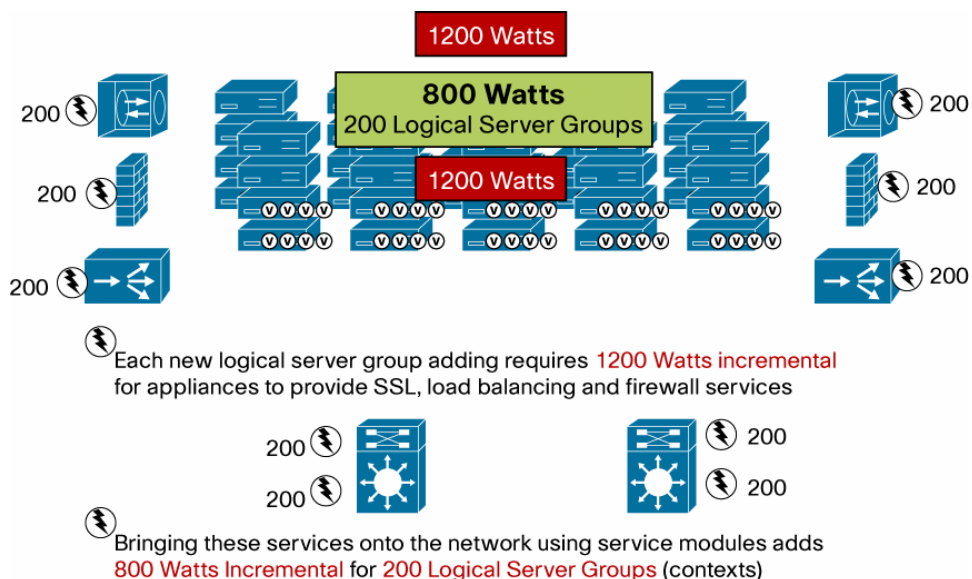 1200 Watts
800 Watts
200 Logical Server Groups
1200 Watts
200
200
200
200
200
200
V V V V V V V V V V V V V V V V V V V V
V V V V V V V V V V V V V V V V V V V V
Each new logical server group adding requires 1200 Watts incremental
for appliances to provide SSL, load balancing and firewall services
200
200
200
200
Bringing these services onto the network using service modules adds
800 Watts Incremental for 200 Logical Server Groups (contexts)